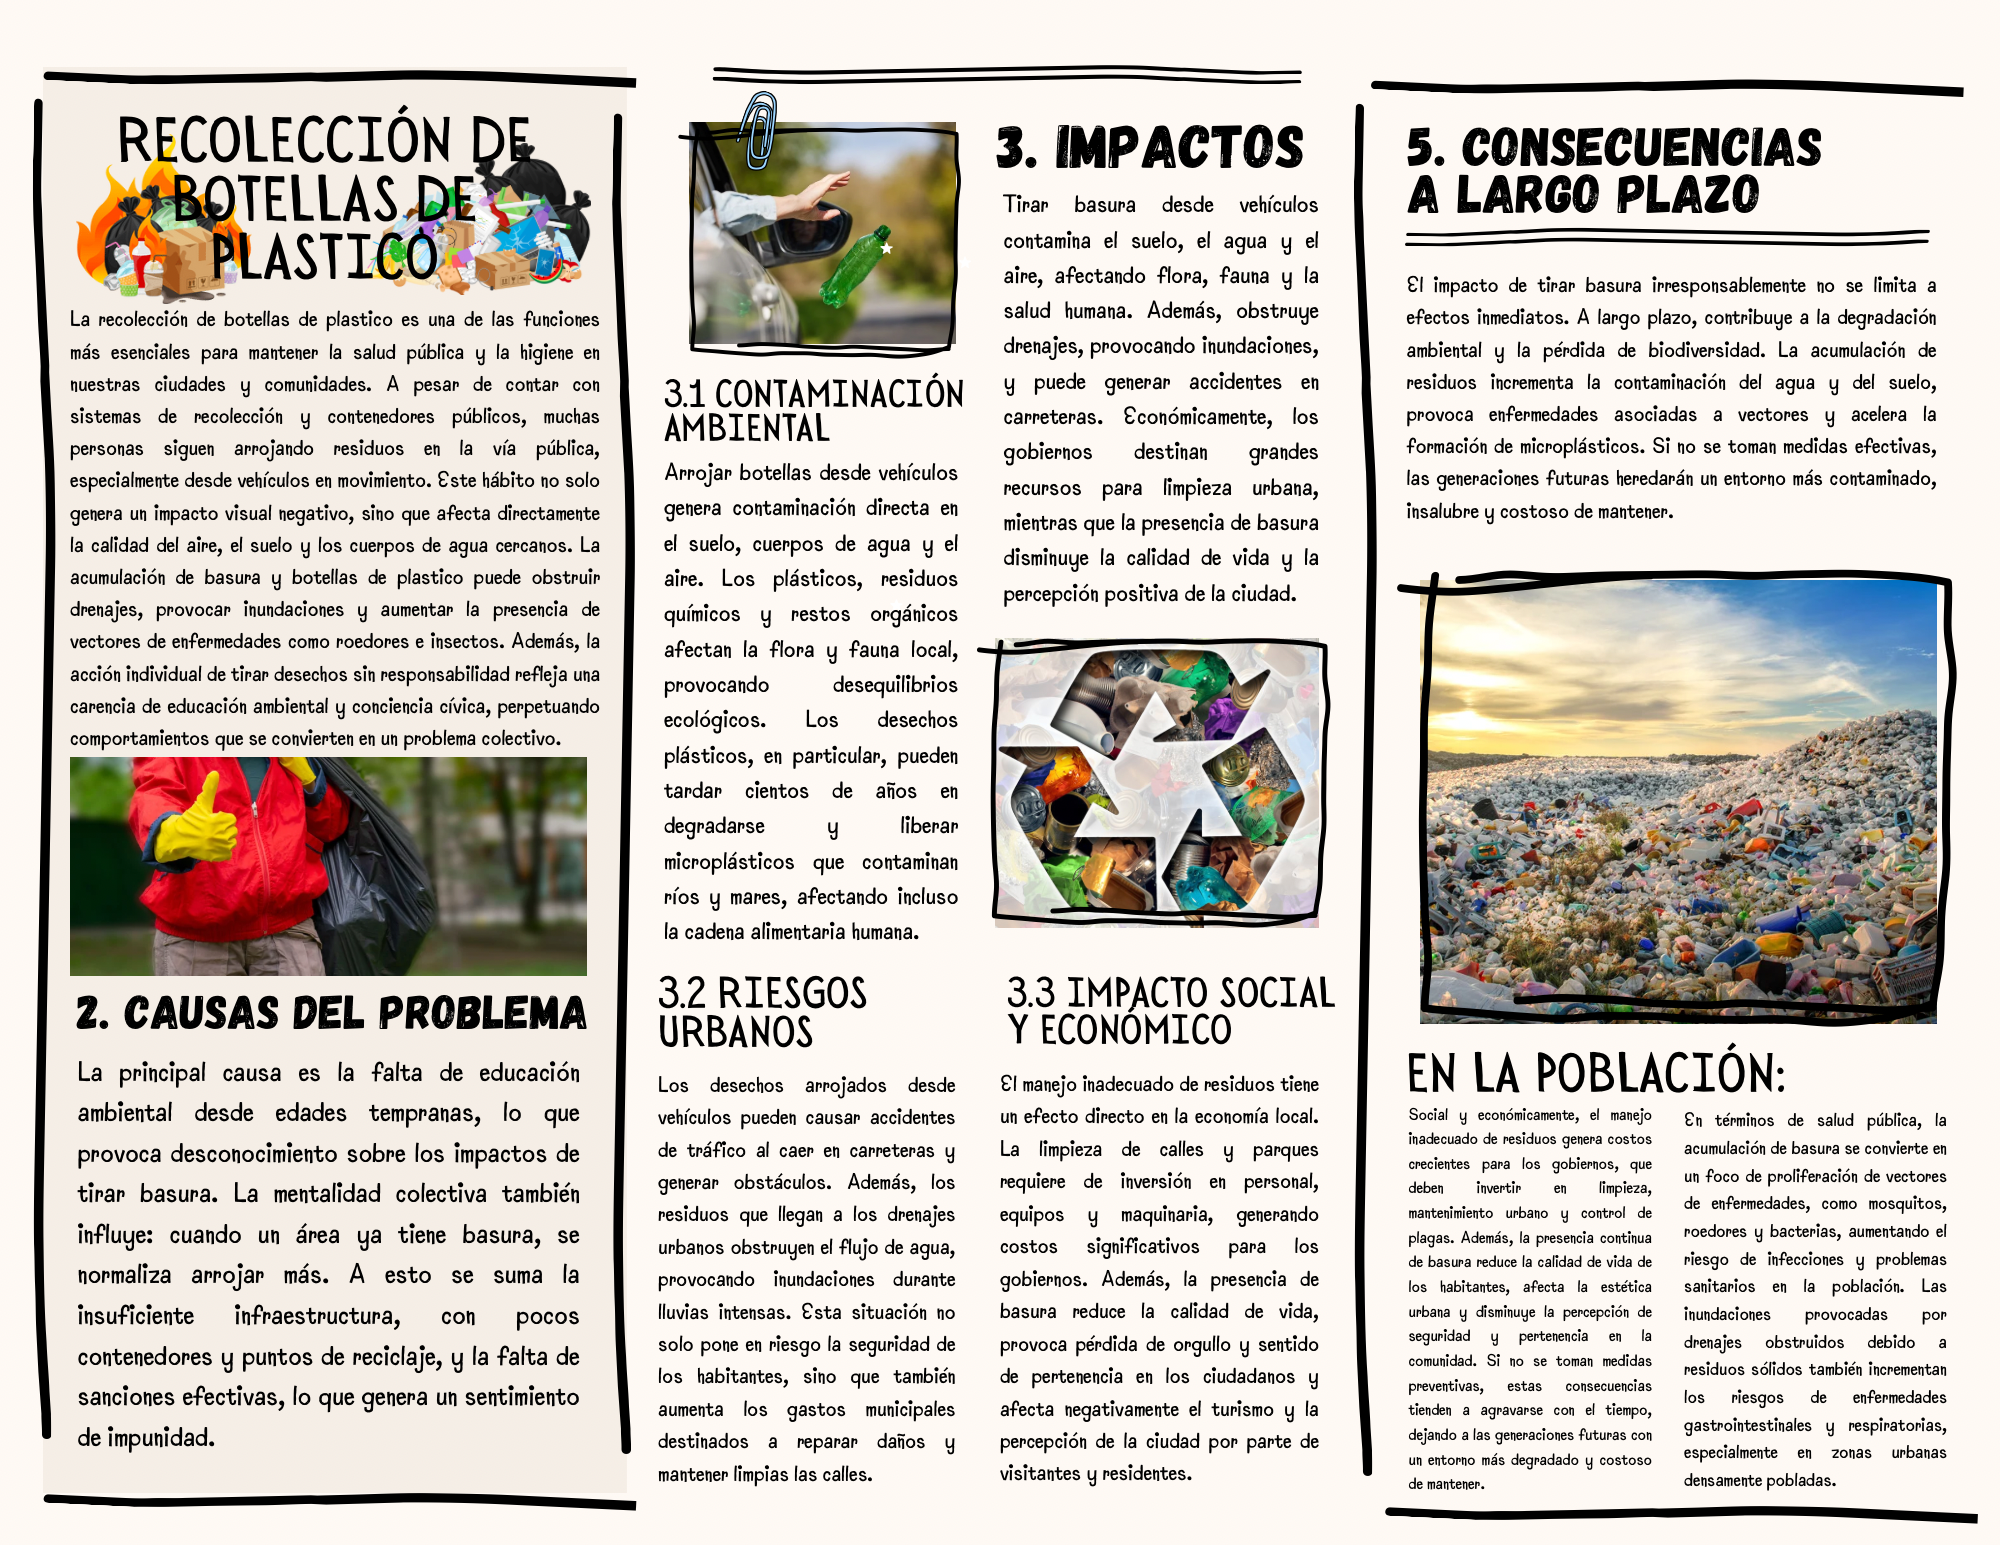 RECOLECCIÓN DE
BOTELLAS DE
PLASTICO
La recolección de botellas de plastico es una de las funciones
más esenciales para mantener la salud pública y la higiene en
nuestras ciudades y comunidades. A pesar de contar con
sistemas de recolección y contenedores públicos, muchas
personas siguen arrojando residuos en la vía pública,
especialmente desde vehículos en movimiento. Este hábito no solo
genera un impacto visual negativo, sino que afecta directamente
la calidad del aire, el suelo y los cuerpos de agua cercanos. La
acumulación de basura y botellas de plastico puede obstruir
drenajes, provocar inundaciones y aumentar la presencia de
vectores de enfermedades como roedores e insectos. Además, la
acción individual de tirar desechos sin responsabilidad refleja una
carencia de educación ambiental y conciencia cívica, perpetuando
comportamientos que se convierten en un problema colectivo.
2. CAUSAS DEL PROBLEMA
La principal causa es la falta de educación
ambiental desde edades tempranas, lo que
provoca desconocimiento sobre los impactos de
tirar basura. La mentalidad colectiva también
influye: cuando un área ya tiene basura, se
normaliza arrojar más. A esto se suma la
insuficiente infraestructura, con pocos
contenedores y puntos de reciclaje, y la falta de
sanciones efectivas, lo que genera un sentimiento
de impunidad.
3. IMPACTOS
Tirar basura desde vehículos
contamina el suelo, el agua y el
aire, afectando flora, fauna y la
salud humana. Además, obstruye
drenajes, provocando inundaciones,
y puede generar accidentes en
carreteras. Económicamente, los
gobiernos destinan grandes
recursos para limpieza urbana,
mientras que la presencia de basura
disminuye la calidad de vida y la
percepción positiva de la ciudad.
3.1 CONTAMINACIÓN
AMBIENTAL
Arrojar botellas desde vehículos
genera contaminación directa en
el suelo, cuerpos de agua y el
aire. Los plásticos, residuos
químicos y restos orgánicos
afectan la flora y fauna local,
provocando desequilibrios
ecológicos. Los desechos
plásticos, en particular, pueden
tardar cientos de años en
degradarse y liberar
microplásticos que contaminan
ríos y mares, afectando incluso
la cadena alimentaria humana.
3.2 RIESGOS
URBANOS
Los desechos arrojados desde
vehículos pueden causar accidentes
de tráfico al caer en carreteras y
generar obstáculos. Además, los
residuos que llegan a los drenajes
urbanos obstruyen el flujo de agua,
provocando inundaciones durante
lluvias intensas. Esta situación no
solo pone en riesgo la seguridad de
los habitantes, sino que también
aumenta los gastos municipales
destinados a reparar daños y
mantener limpias las calles.
3.3 IMPACTO SOCIAL
Y ECONÓMICO
El manejo inadecuado de residuos tiene
un efecto directo en la economía local.
La limpieza de calles y parques
requiere de inversión en personal,
equipos y maquinaria, generando
costos significativos para los
gobiernos. Además, la presencia de
basura reduce la calidad de vida,
provoca pérdida de orgullo y sentido
de pertenencia en los ciudadanos y
afecta negativamente el turismo y la
percepción de la ciudad por parte de
visitantes y residentes.
5. CONSECUENCIAS
A LARGO PLAZO
El impacto de tirar basura irresponsablemente no se limita a
efectos inmediatos. A largo plazo, contribuye a la degradación
ambiental y la pérdida de biodiversidad. La acumulación de
residuos incrementa la contaminación del agua y del suelo,
provoca enfermedades asociadas a vectores y acelera la
formación de microplásticos. Si no se toman medidas efectivas,
las generaciones futuras heredarán un entorno más contaminado,
insalubre y costoso de mantener.
EN LA POBLACIÓN:
Social y económicamente, el manejo
inadecuado de residuos genera costos
crecientes para los gobiernos, que
deben invertir en limpieza,
mantenimiento urbano y control de
plagas. Además, la presencia continua
de basura reduce la calidad de vida de
los habitantes, afecta la estética
urbana y disminuye la percepción de
seguridad y pertenencia en la
comunidad. Si no se toman medidas
preventivas, estas consecuencias
tienden a agravarse con el tiempo,
dejando a las generaciones futuras con
un entorno más degradado y costoso
de mantener.
En términos de salud pública, la
acumulación de basura se convierte en
un foco de proliferación de vectores
de enfermedades, como mosquitos,
roedores y bacterias, aumentando el
riesgo de infecciones y problemas
sanitarios en la población. Las
inundaciones provocadas por
drenajes obstruidos debido a
residuos sólidos también incrementan
los riesgos de enfermedades
gastrointestinales y respiratorias,
especialmente en zonas urbanas
densamente pobladas.